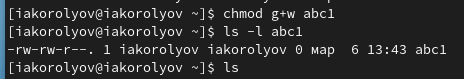 [iakorolyov@iakorolyov ~]$ chmod g+w abc1
[iakorolyov@iakorolyov ~]$ ls -l abc1
-rw-rw-r--. 1 iakorolyov iakorolyov 0 мар  6 13:43 abc1
[iakorolyov@iakorolyov ~]$ ls